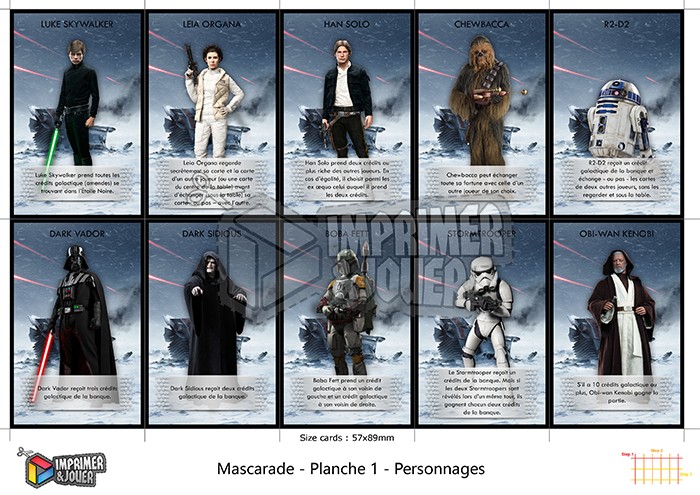 LUKE SKYWALKER
Luke Skywalker prend toutes les
crédits galactique (amendes) se
trouvant dans l'Étoile Noire.
LEIA ORGANA
Leia Organa regarde
secrètement sa carte et la carte
d'un autre joueur (ou une carte
du centre de la table) avant
d'échanger (sous la table) sa
carte ou pas – avec l'autre.
HAN SOLO
Han Solo prend deux crédits au
plus riche des autres joueurs. En
cas d'égalité, il choisit parmi les
ex æquo celui auquel il prend
les deux crédits.
CHEWBACCA
Chewbacca peut échanger
toute sa fortune avec celle d'un
autre joueur de son choix.
R2-D2
R2-D2 reçoit un crédit
galactique de la banque et
échange - ou pas - les cartes
de deux autres joueurs, sans les
regarder et sous la table.
DARK VADOR
Dark Vador reçoit trois crédits
galactique de la banque.
DARK SIDIOUS
Dark Sidious reçoit deux crédits
galactique de la banque.
BOBA FETT
Boba Fett prend un crédit
galactique à son voisin de
gauche et un crédit galactique
à son voisin de droite.
STORMTROOPER
Le Stormtrooper reçoit un
crédits de la banque. Mais si
les deux Stormtroopers sont
révélés lors d'un même tour, ils
gagnent chacun deux crédits
de la banque.
OBI-WAN KENOBI
S'il a 10 crédits galactique ou
plus, Obi-wan Kenobi gagne la
partie.
IMPRIMER
&JOUER
Size cards : 57x89mm
IMPRIMER
&JOUER
Mascarade - Planche 1 - Personnages
Step 1
Step 2